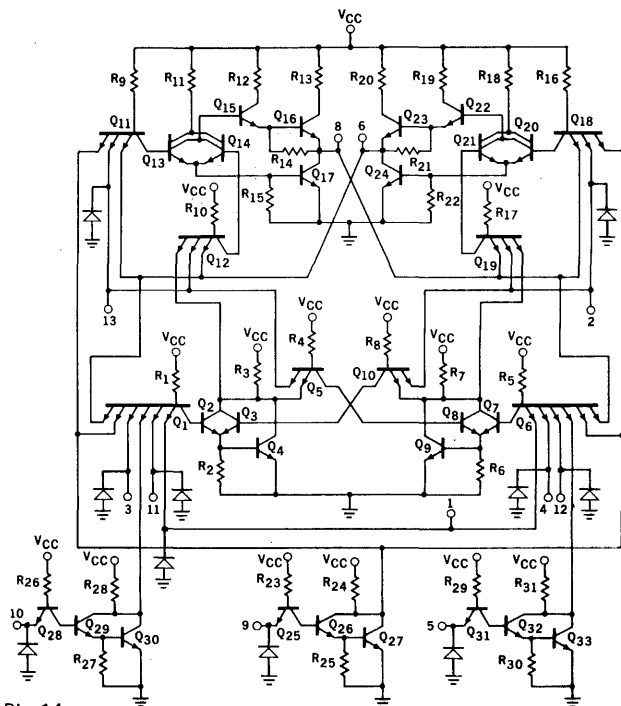 VCC
R9
R11
R12
R13
R20
R19
R18
R16
Q11
Q15
Q16
8
6
Q23
Q22
Q18
Q13
Q14
Q21
Q20
R14
R21
Q17
Q24
VCC
R15
R22
VCC
R10
R17
Q12
Q19
13
2
VCC
VCC
VCC
VCC
VCC
VCC
R4
R8
R1
R3
Q5
Q10
R7
R5
Q1
Q2
Q3
Q8
Q7
Q6
Q4
Q9
R2
R6
3
11
1
4
12
VCC
VCC
VCC
VCC
VCC
VCC
R26
R28
R23
R24
R29
R31
10
Q28
Q29
Q30
9
Q25
Q26
Q27
5
Q31
Q32
Q33
R27
R25
R30